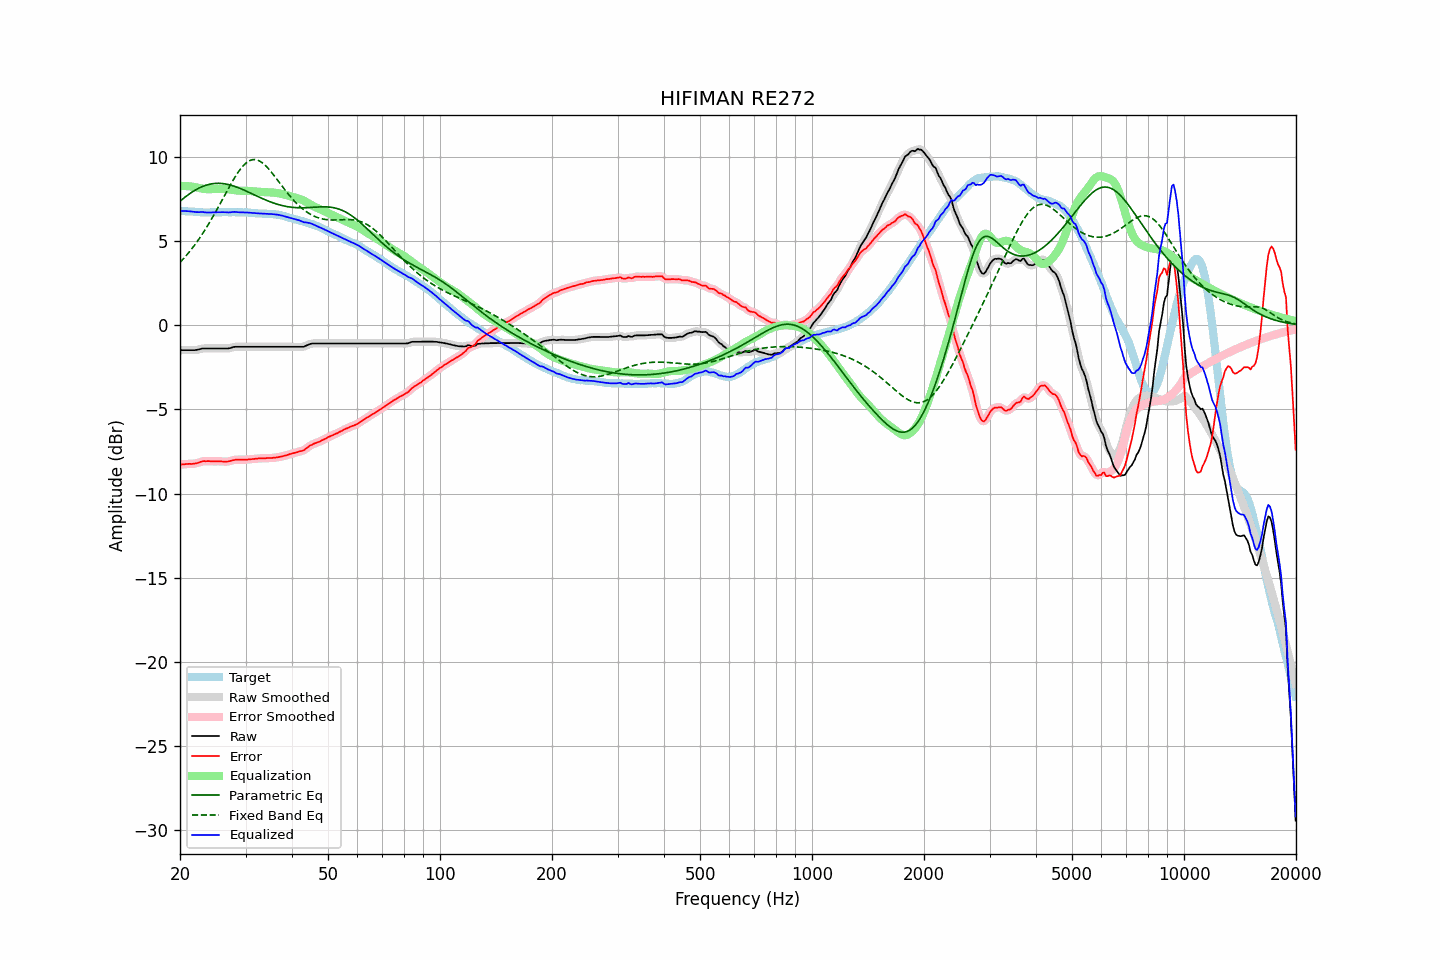 HIFIMAN RE272
Amplitude (dBr)
10
5
0
−5
−10
−15
−20
−25
−30
Target
Raw Smoothed
Error Smoothed
Raw
Error
Equalization
Parametric Eq
Fixed Band Eq
Equalized
20 50 100 200 500 1000 2000 5000 10000 20000
Frequency (Hz)